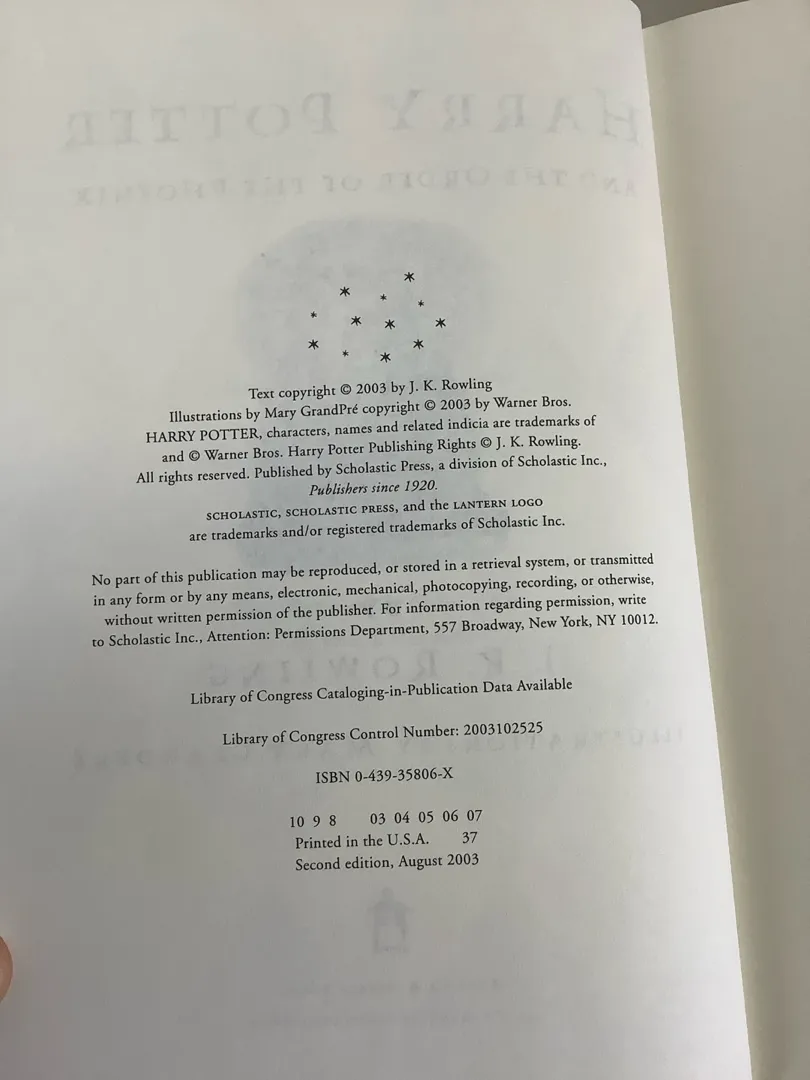 Text copyright © 2003 by J. K. Rowling
Illustrations by Mary GrandPré copyright © 2003 by Warner Bros.
HARRY POTTER, characters, names and related indicia are trademarks of
and © Warner Bros. Harry Potter Publishing Rights © J. K. Rowling.
All rights reserved. Published by Scholastic Press, a division of Scholastic Inc.,
Publishers since 1920.
SCHOLASTIC, SCHOLASTIC PRESS, and the LANTERN LOGO
are trademarks and/or registered trademarks of Scholastic Inc.
No part of this publication may be reproduced, or stored in a retrieval system, or transmitted
in any form or by any means, electronic, mechanical, photocopying, recording, or otherwise,
without written permission of the publisher. For information regarding permission, write
to Scholastic Inc., Attention: Permissions Department, 557 Broadway, New York, NY 10012.
Library of Congress Cataloging-in-Publication Data Available
Library of Congress Control Number: 2003102525
ISBN 0-439-35806-X
10 9 8 03 04 05 06 07
Printed in the U.S.A. 37
Second edition, August 2003